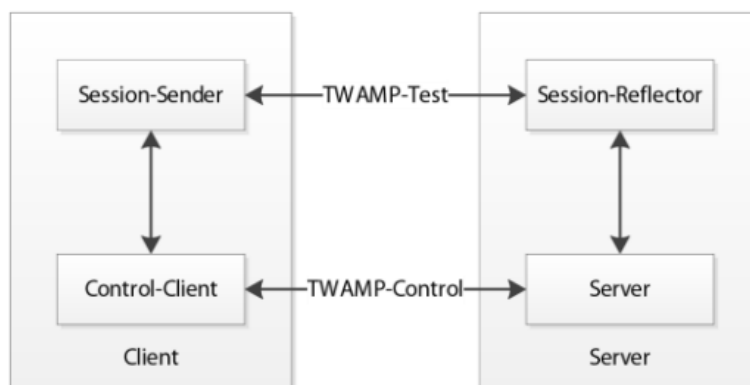 Session-Sender
TWAMP-Test
Session-Reflector
Control-Client
TWAMP-Control
Server
Client
Server